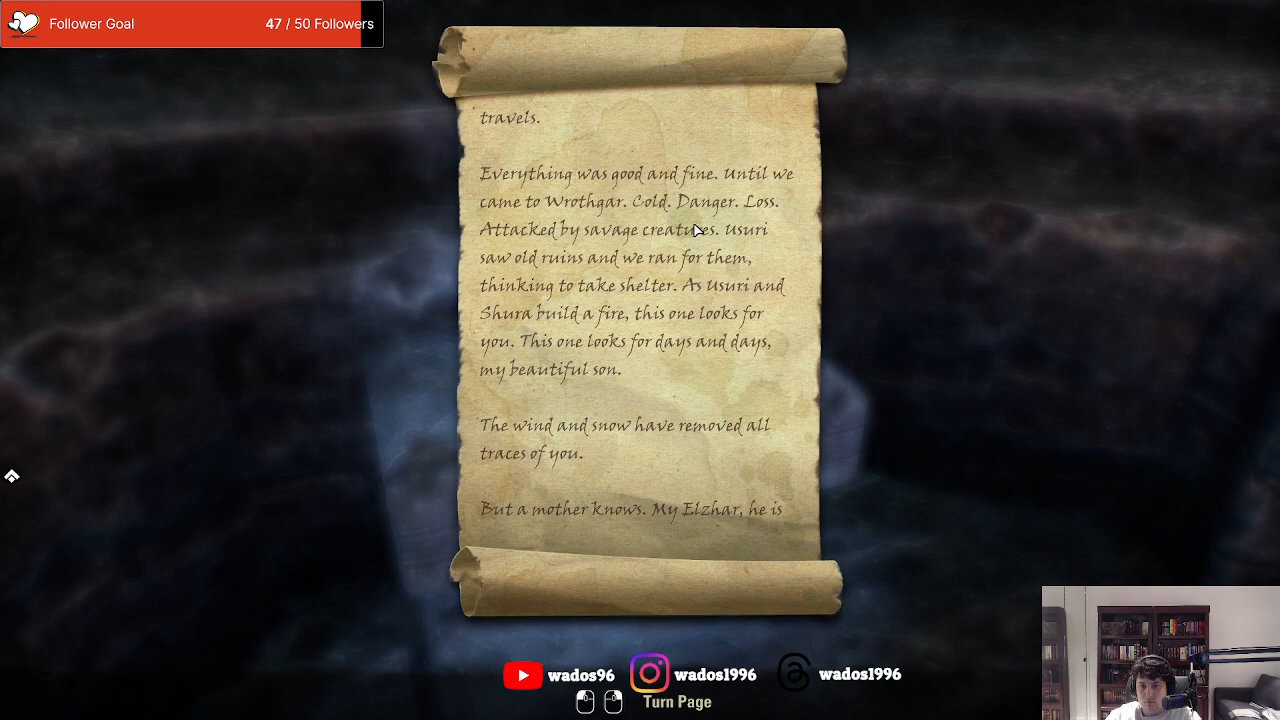 Follower Goal
47 / 50 Followers
travels.
Everything was good and fine. Until we
came to Wrothgar. Cold. Danger. Loss.
Attacked by savage creatures. Usuri
saw old ruins and we ran for them,
thinking to take shelter. As Usuri and
Shura build a fire, this one looks for
you. This one looks for days and days,
my beautiful son.
The wind and snow have removed all
traces of you.
But a mother knows. My Elzhar, he is
wados96
wados1996
wados1996
Turn Page